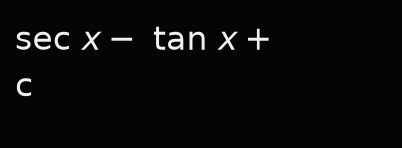 sec x − tan x +
c